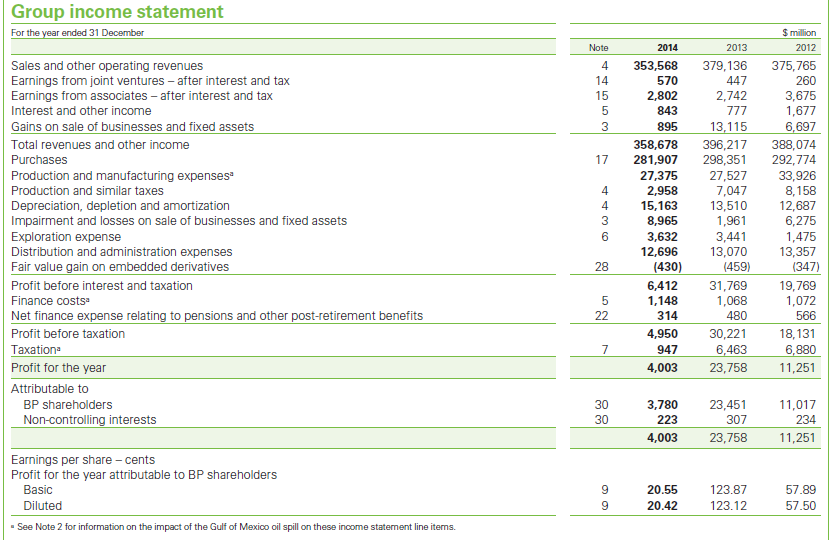 Group income statement
For the year ended 31 December $ million
Note 2014 2013 2012
Sales and other operating revenues 4 353,568 379,136 375,765
Earnings from joint ventures – after interest and tax 14 570 447 260
Earnings from associates – after interest and tax 15 2,802 2,742 3,675
Interest and other income 5 843 777 1,677
Gains on sale of businesses and fixed assets 3 895 13,115 6,697
Total revenues and other income 358,678 396,217 388,074
Purchases 17 281,907 298,351 292,774
Production and manufacturing expensesᵃ 27,375 27,527 33,926
Production and similar taxes 4 2,958 7,047 8,158
Depreciation, depletion and amortization 4 15,163 13,510 12,687
Impairment and losses on sale of businesses and fixed assets 3 8,965 1,961 6,275
Exploration expense 6 3,632 3,441 1,475
Distribution and administration expenses 12,696 13,070 13,357
Fair value gain on embedded derivatives 28 (430) (459) (347)
Profit before interest and taxation 6,412 31,769 19,769
Finance costsᵃ 5 1,148 1,068 1,072
Net finance expense relating to pensions and other post-retirement benefits 22 314 480 566
Profit before taxation 4,950 30,221 18,131
Taxationᵃ 7 947 6,463 6,880
Profit for the year 4,003 23,758 11,251
Attributable to
BP shareholders 30 3,780 23,451 11,017
Non-controlling interests 30 223 307 234
4,003 23,758 11,251
Earnings per share – cents
Profit for the year attributable to BP shareholders
Basic 9 20.55 123.87 57.89
Diluted 9 20.42 123.12 57.50
ᵃ See Note 2 for information on the impact of the Gulf of Mexico oil spill on these income statement line items.